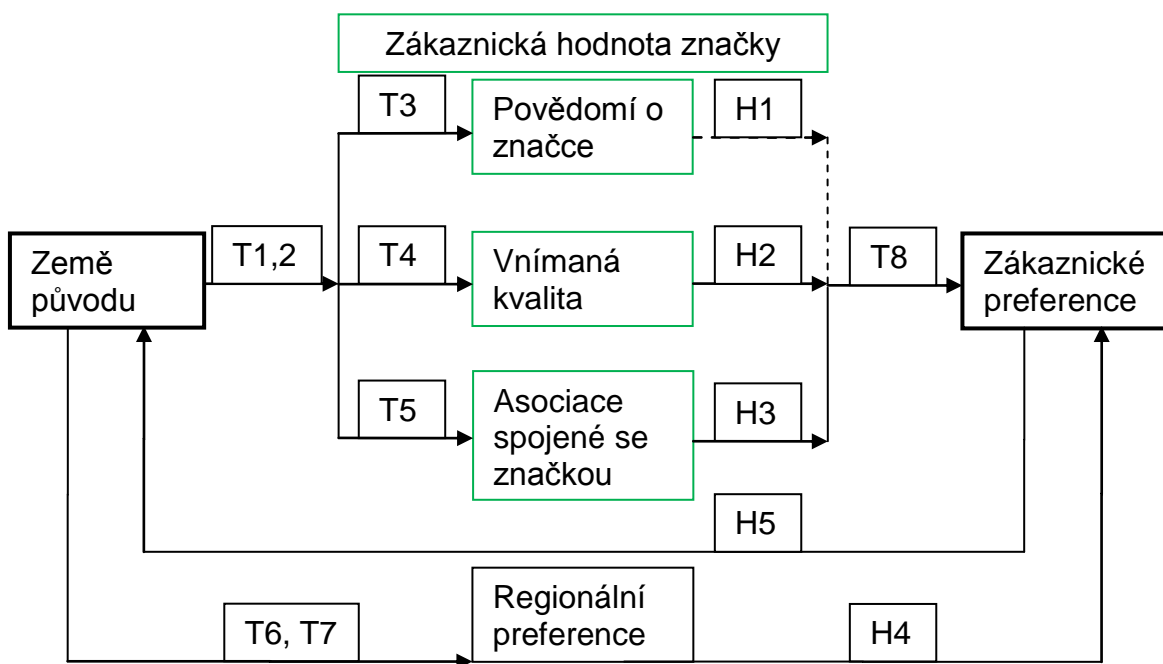 Zákaznická hodnota značky
T3
Povědomí o
značce
H1
Země
původu
T1,2
T4
Vnímaná
kvalita
H2
T8
Zákaznické
preference
T5
Asociace
spojené se
značkou
H3
H5
T6, T7
Regionální
preference
H4